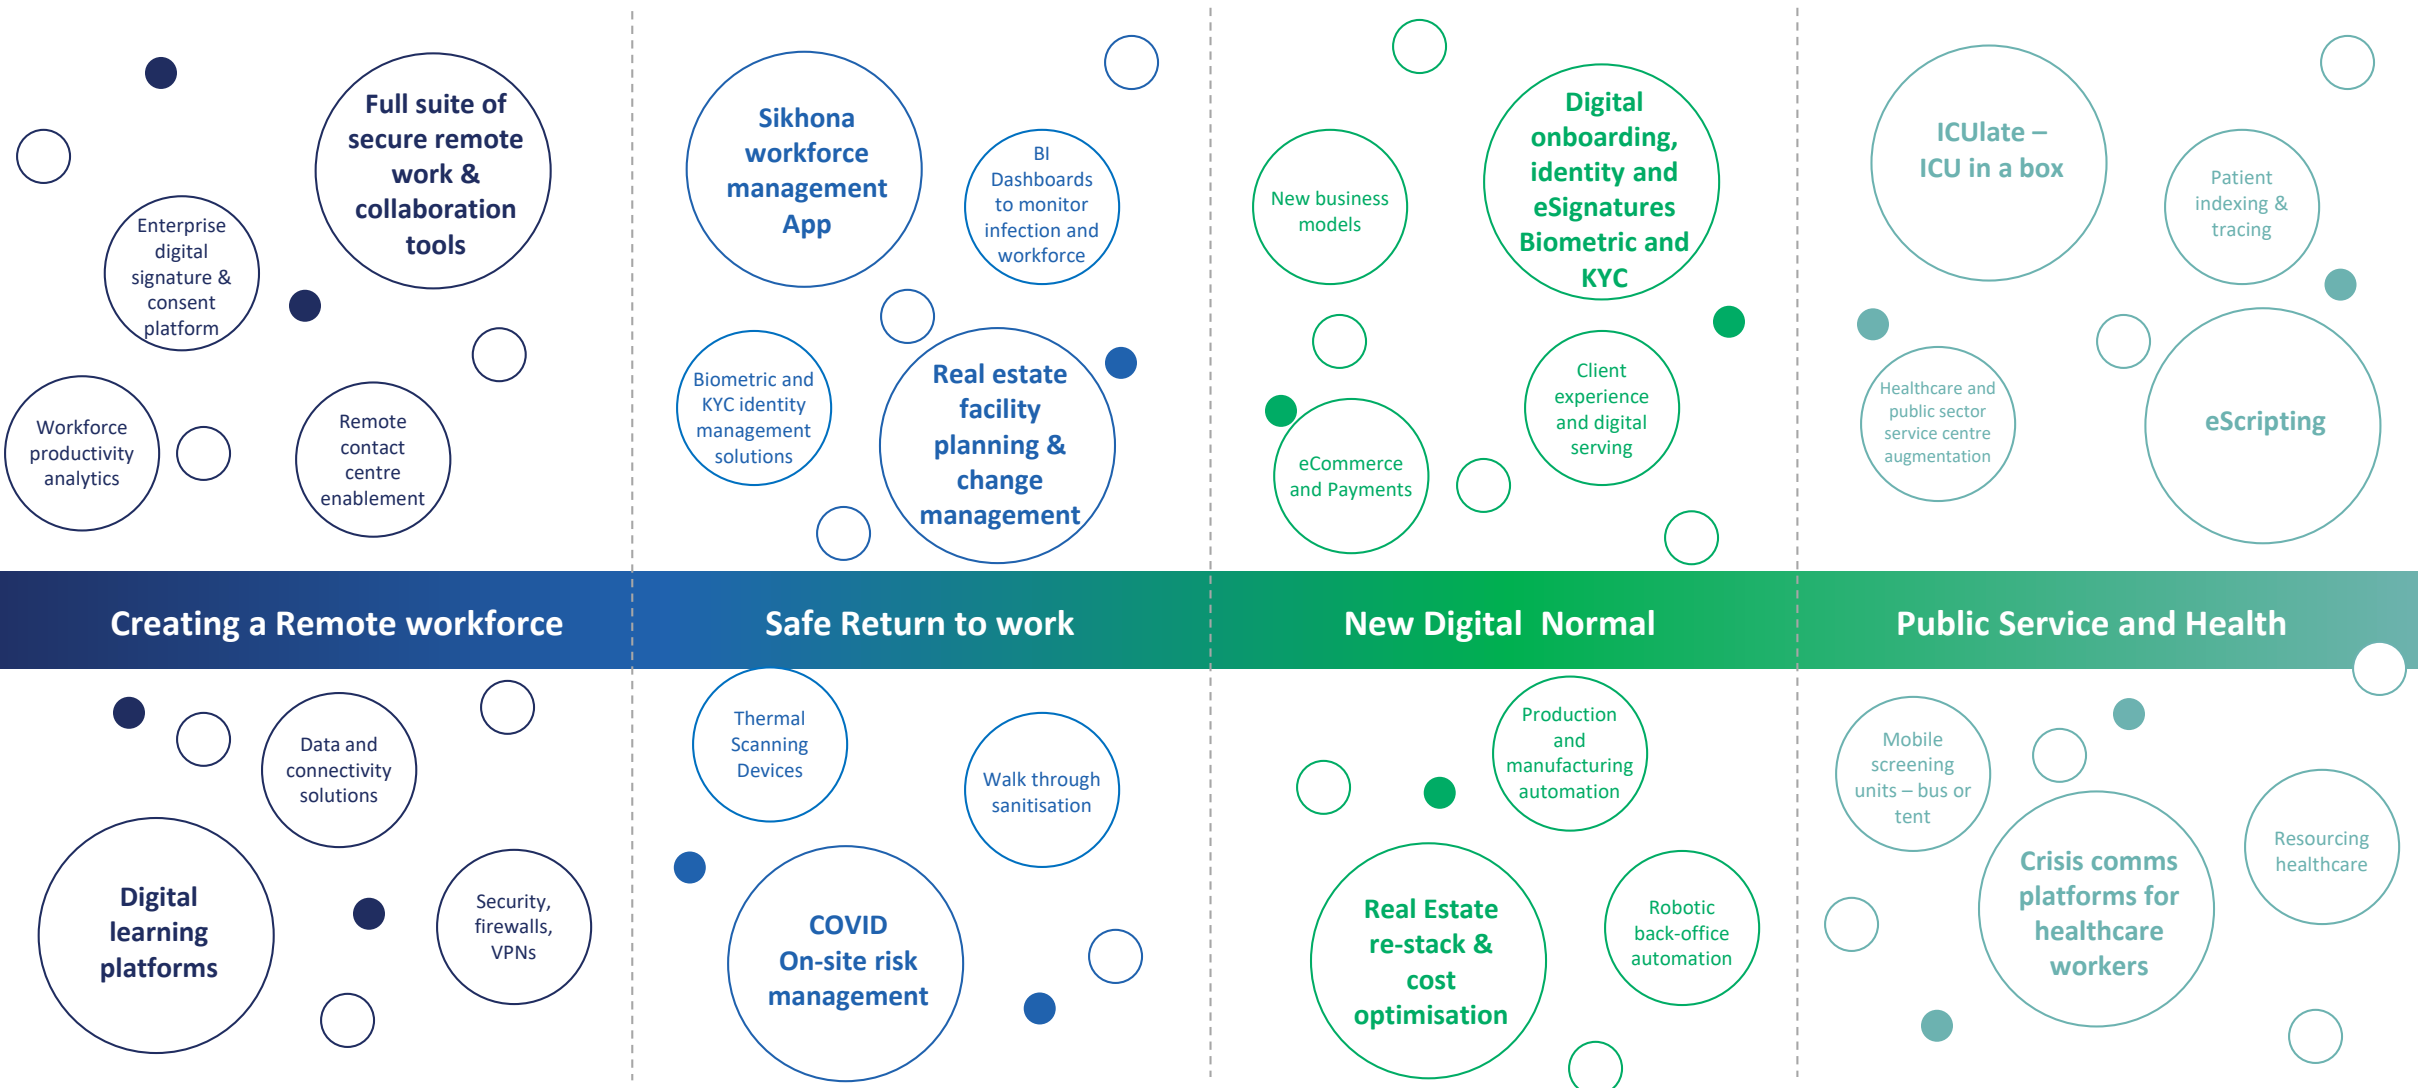 Full suite of
secure remote
work &
collaboration
tools
Enterprise
digital
signature &
consent
platform
Workforce
productivity
analytics
Remote
contact
centre
enablement
Sikhona
workforce
management
App
BI
Dashboards
to monitor
infection and
workforce
Biometric and
KYC identity
management
solutions
Real estate
facility
planning &
change
management
New business
models
Digital
onboarding,
identity and
eSignatures
Biometric and
KYC
Client
experience
and digital
serving
eCommerce
and Payments
ICUlate –
ICU in a box
Patient
indexing &
tracing
Healthcare and
public sector
service centre
augmentation
eScripting
Creating a Remote workforce
Safe Return to work
New Digital Normal
Public Service and Health
Data and
connectivity
solutions
Digital
learning
platforms
Security,
firewalls,
VPNs
Thermal
Scanning
Devices
Walk through
sanitisation
COVID
On-site risk
management
Production
and
manufacturing
automation
Real Estate
re-stack &
cost
optimisation
Robotic
back-office
automation
Mobile
screening
units – bus or
tent
Crisis comms
platforms for
healthcare
workers
Resourcing
healthcare